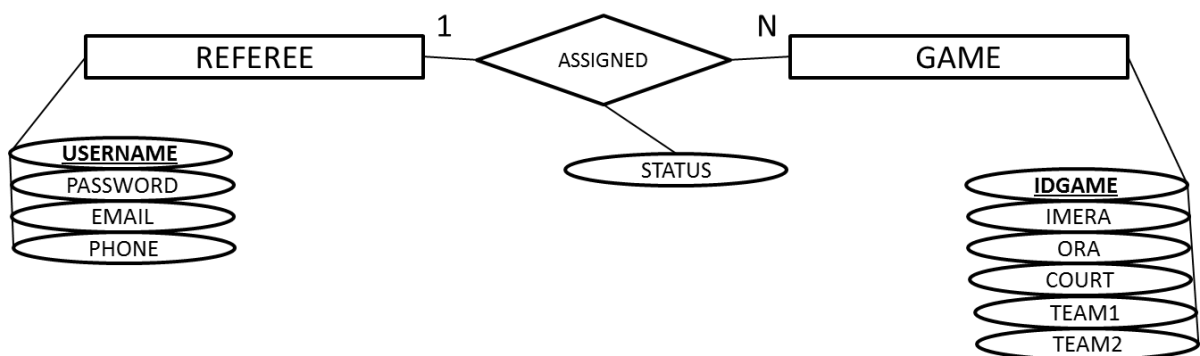 REFEREE
1
ASSIGNED
N
GAME
USERNAME
PASSWORD
EMAIL
PHONE
STATUS
IDGAME
IMERA
ORA
COURT
TEAM1
TEAM2